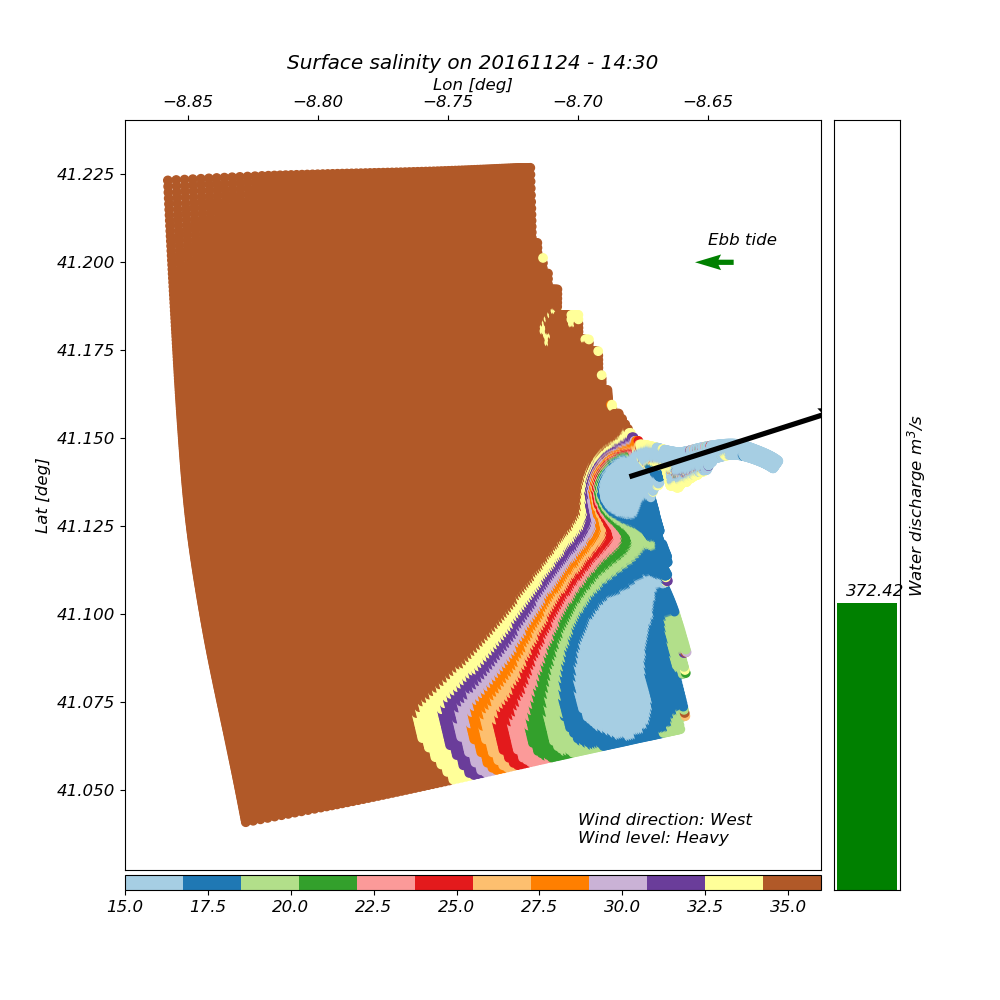 Surface salinity on 20161124 - 14:30
Lon [deg]
−8.85 −8.80 −8.75 −8.70 −8.65
41.225
41.200
41.175
41.150
41.125
41.100
41.075
41.050
Lat [deg]
Ebb tide
Wind direction: West
Wind level: Heavy
372.42
Water discharge m³/s
15.0 17.5 20.0 22.5 25.0 27.5 30.0 32.5 35.0